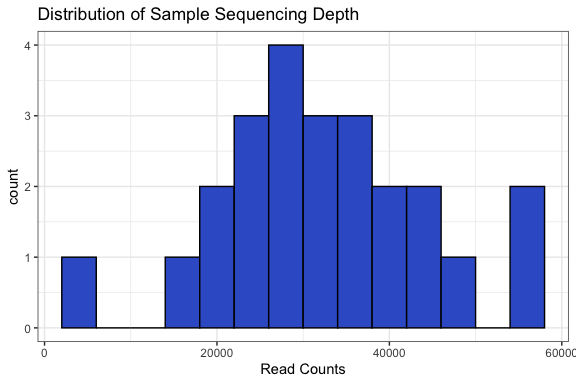 Distribution of Sample Sequencing Depth
4
3
2
1
0
count
0 20000 40000 60000
Read Counts